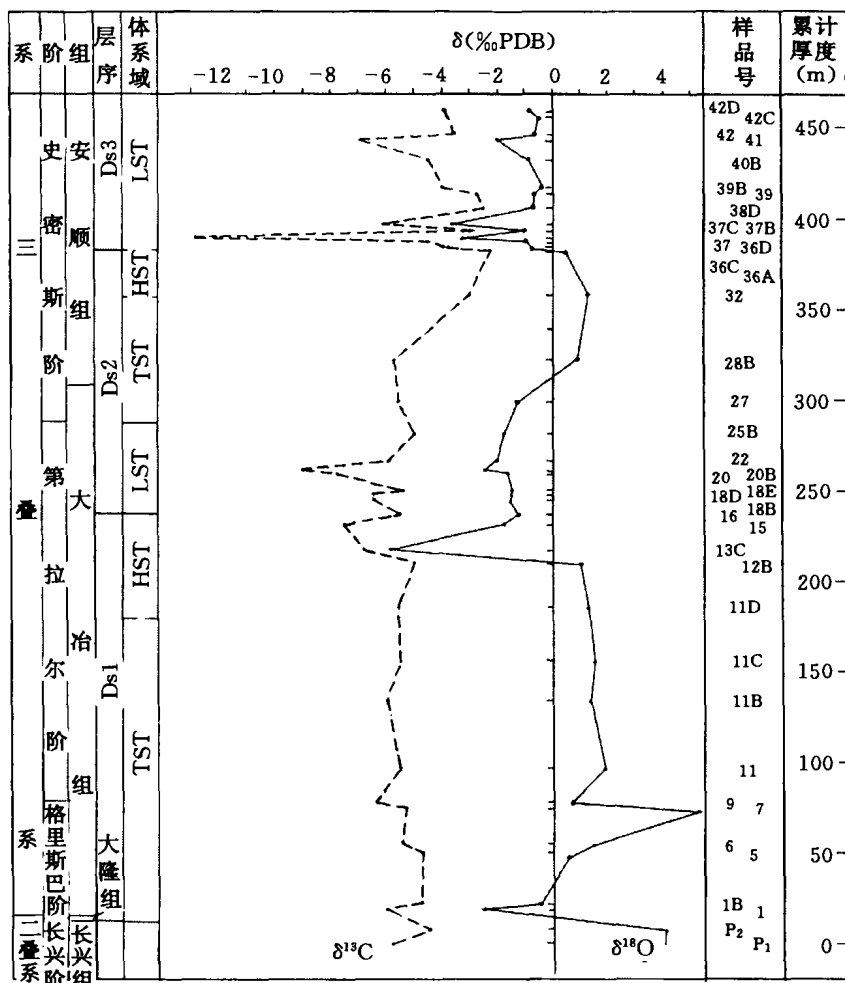 系 阶 组 层序 体系域 δ(‰PDB) 样品号 累计厚度(m)
-12 -10 -8 -6 -4 -2 0 2 4
三叠系
二叠系
史密斯阶
第拉尔阶
格里斯巴阶
长兴阶
安顺组
大冶组
大隆组
长兴组
Ds3
Ds2
Ds1
LST
HST
TST
LST
HST
TST
42D
42C
42 41
40B
39B 39
38D
37C 37B
37 36D
36C
36A
32
28B
27
25B
22
20 20B
18D 18E
16 18B
15
13C
12B
11D
11C
11B
11
9 7
6
5
1B 1
P₂
P₁
450
400
350
300
250
200
150
100
50
0
δ¹³C δ¹⁸O